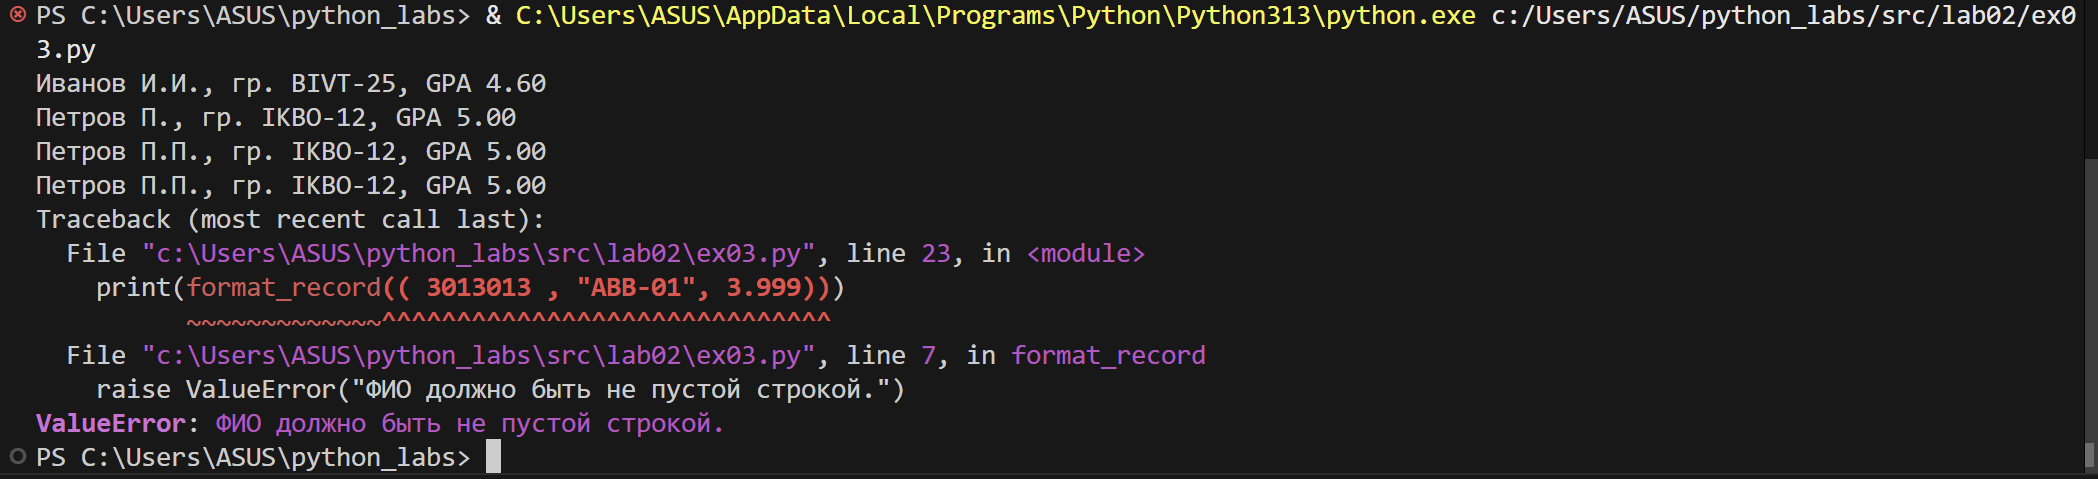 PS C:\Users\ASUS\python_labs> & C:\Users\ASUS\AppData\Local\Programs\Python\Python313\python.exe c:/Users/ASUS/python_labs/src/lab02/ex0
3.py
Иванов И.И., гр. BIVT-25, GPA 4.60
Петров П., гр. IKBO-12, GPA 5.00
Петров П.П., гр. IKBO-12, GPA 5.00
Петров П.П., гр. IKBO-12, GPA 5.00
Traceback (most recent call last):
  File "c:\Users\ASUS\python_labs\src\lab02\ex03.py", line 23, in <module>
    print(format_record(( 3013013 , "ABB-01", 3.999)))
          ~~~~~~~~~~~~~^^^^^^^^^^^^^^^^^^^^^^^^^^^^^^
  File "c:\Users\ASUS\python_labs\src\lab02\ex03.py", line 7, in format_record
    raise ValueError("ФИО должно быть не пустой строкой.")
ValueError: ФИО должно быть не пустой строкой.
PS C:\Users\ASUS\python_labs>